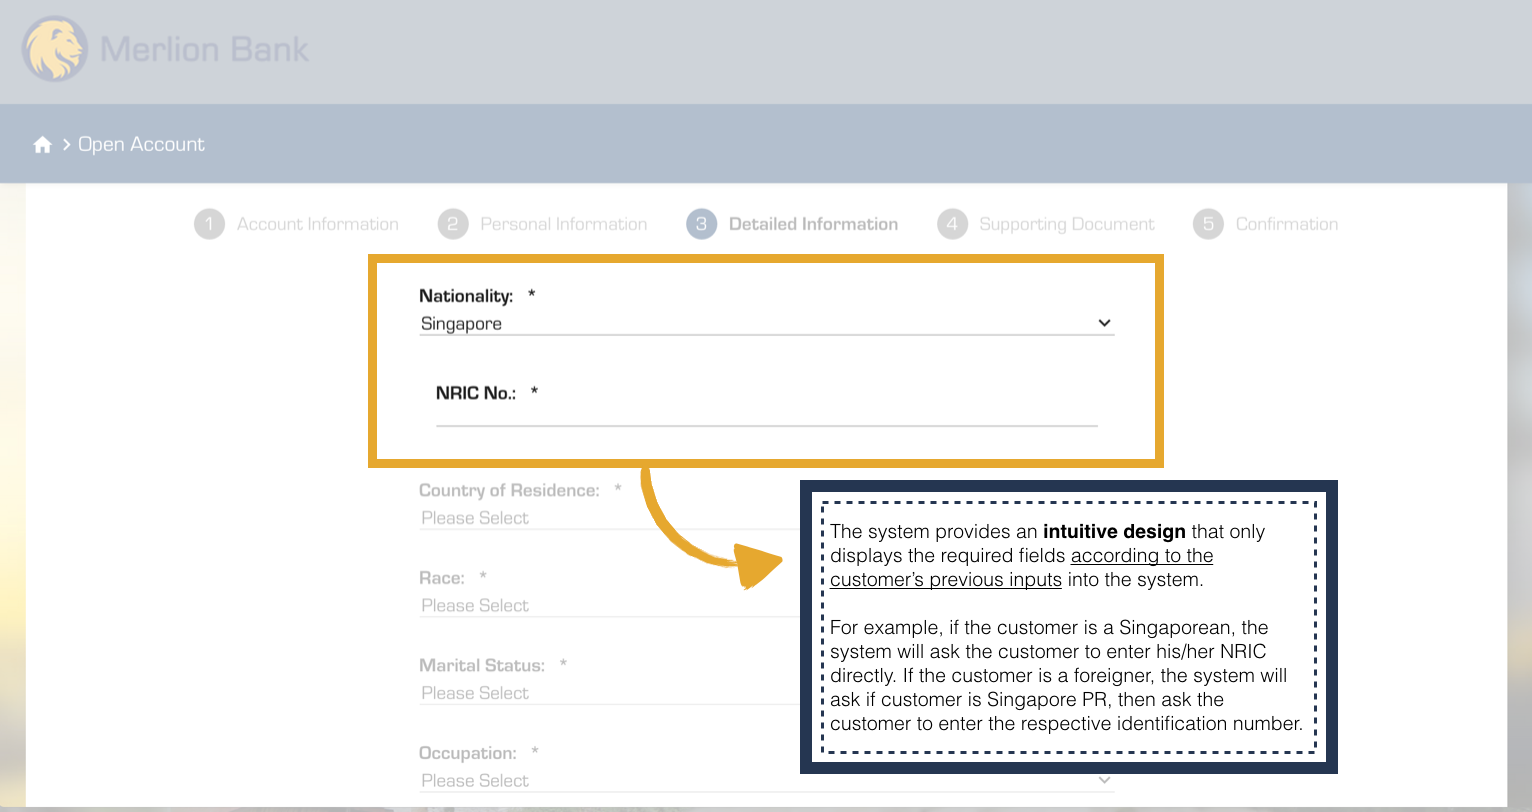 Merlion Bank
Open Account
1 Account Information 2 Personal Information 3 Detailed Information 4 Supporting Document 5 Confirmation
Nationality: *
Singapore
NRIC No.: *
Country of Residence: *
Please Select
Race: *
Please Select
Marital Status: *
Please Select
Occupation: *
Please Select
The system provides an intuitive design that only
displays the required fields according to the
customer’s previous inputs into the system.
For example, if the customer is a Singaporean, the
system will ask the customer to enter his/her NRIC
directly. If the customer is a foreigner, the system will
ask if customer is Singapore PR, then ask the
customer to enter the respective identification number.